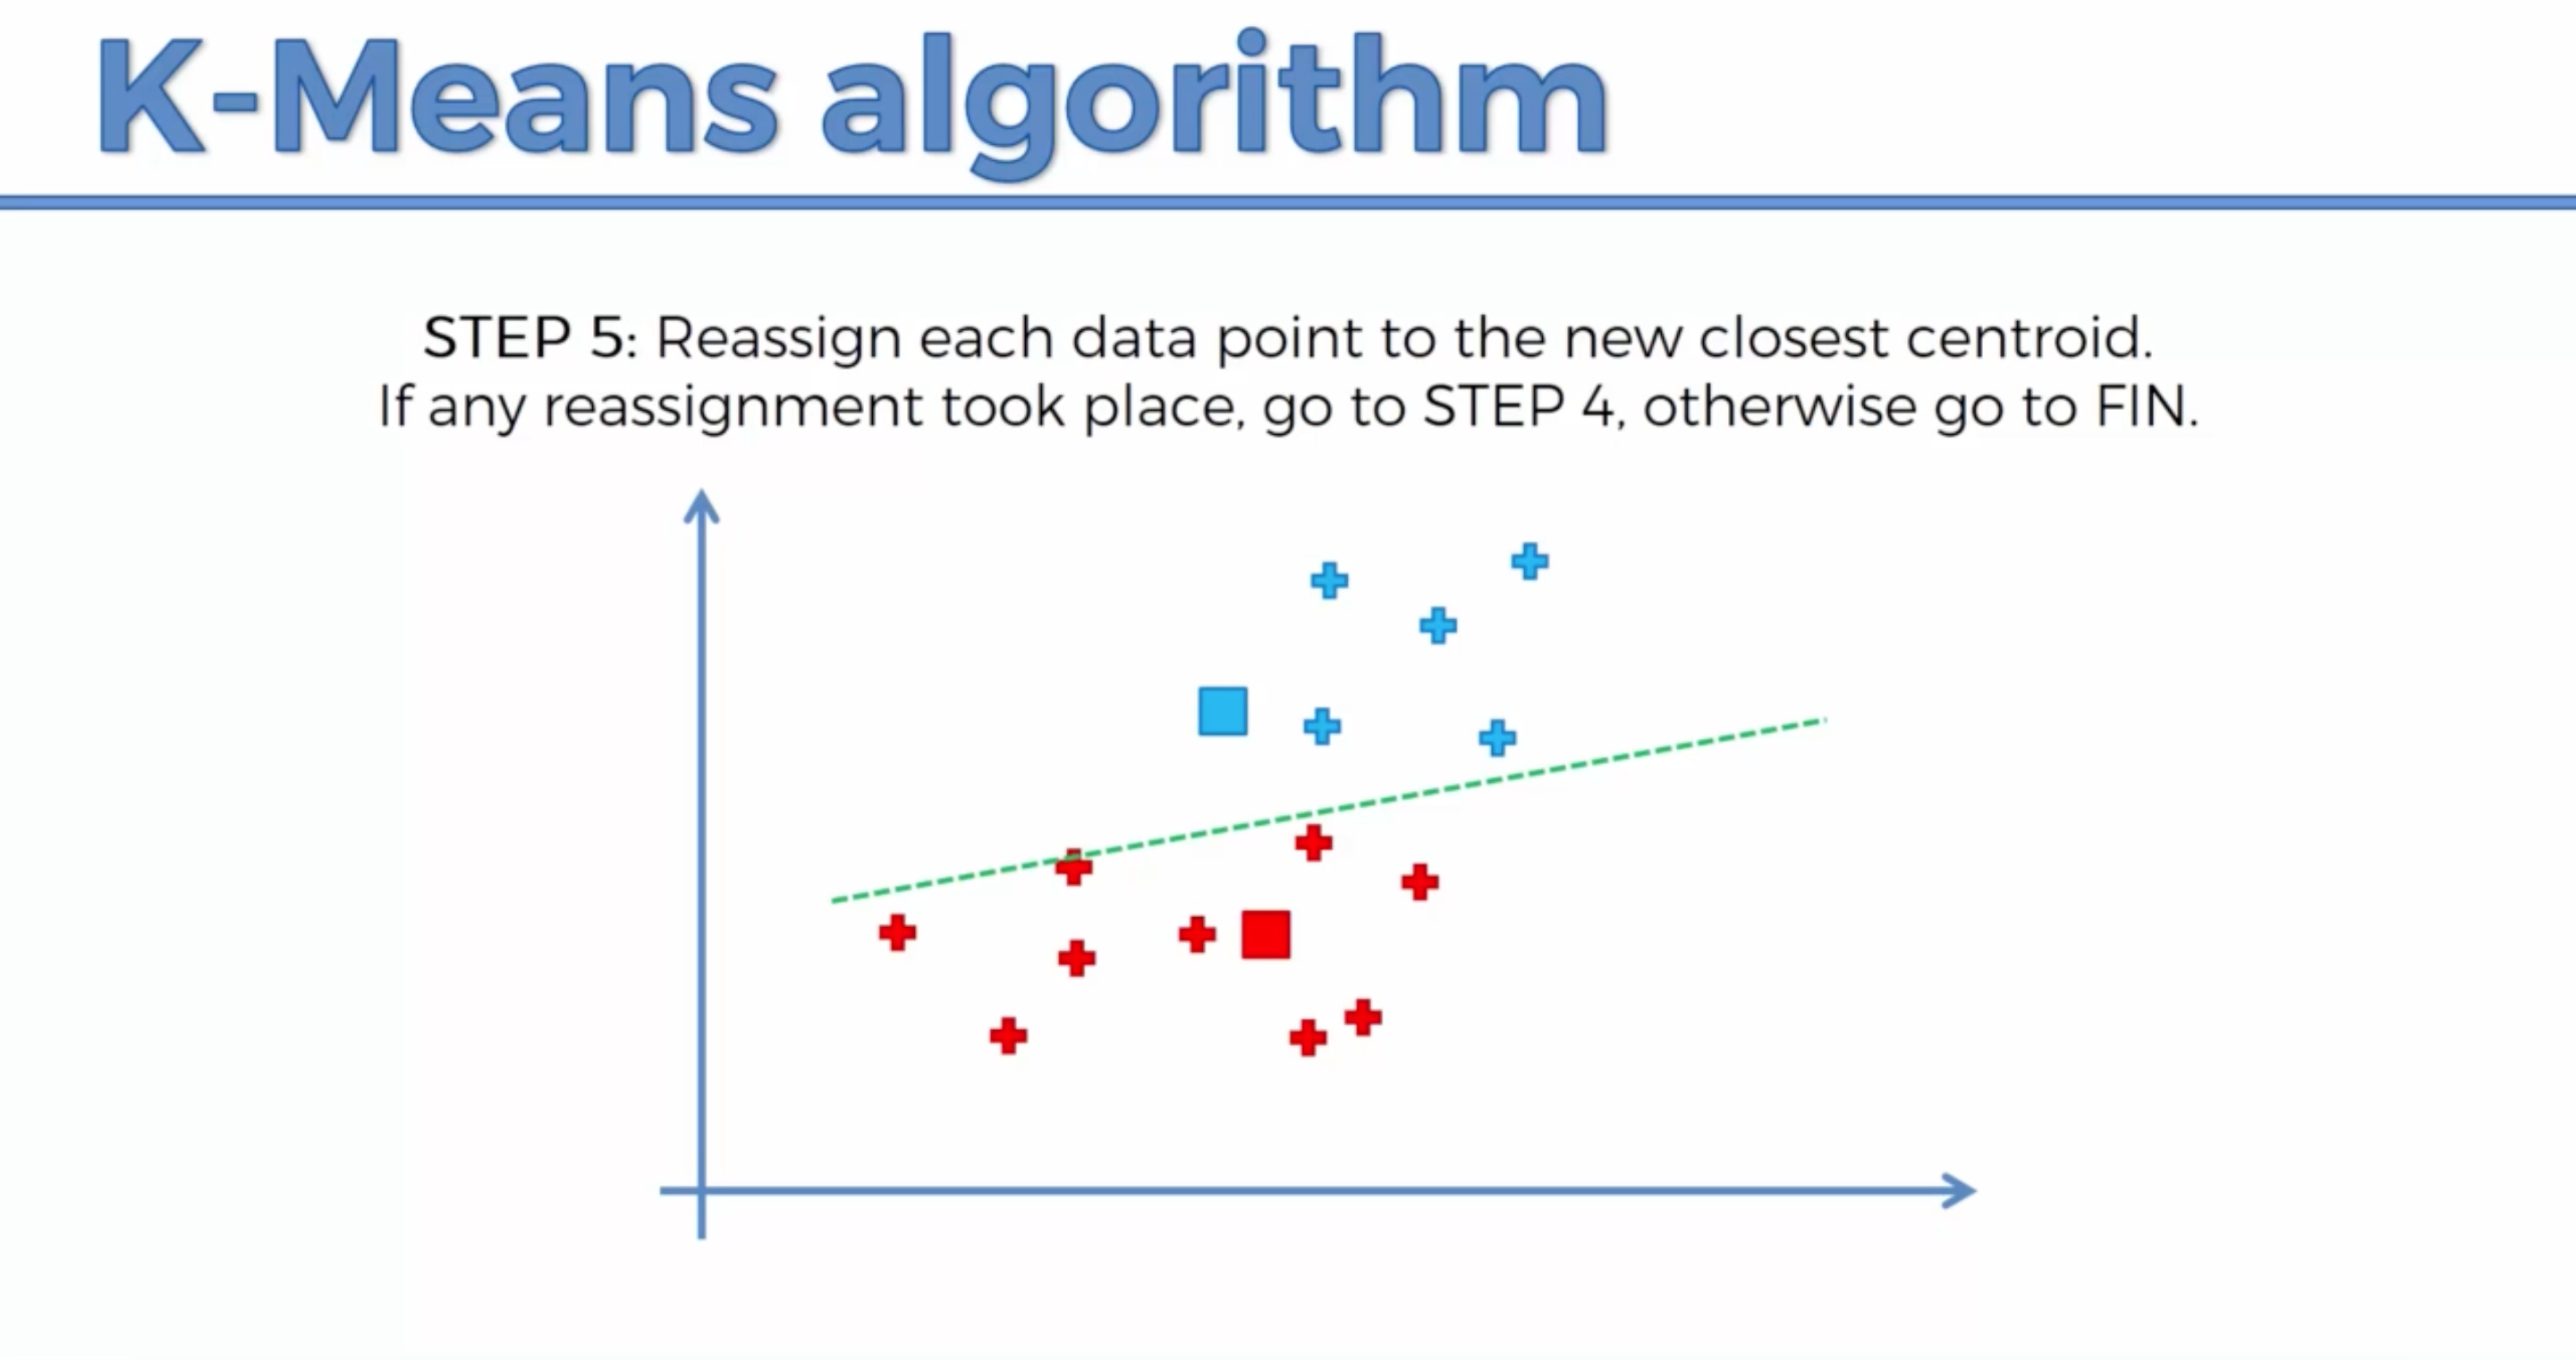 K-Means algorithm
STEP 5: Reassign each data point to the new closest centroid.
If any reassignment took place, go to STEP 4, otherwise go to FIN.